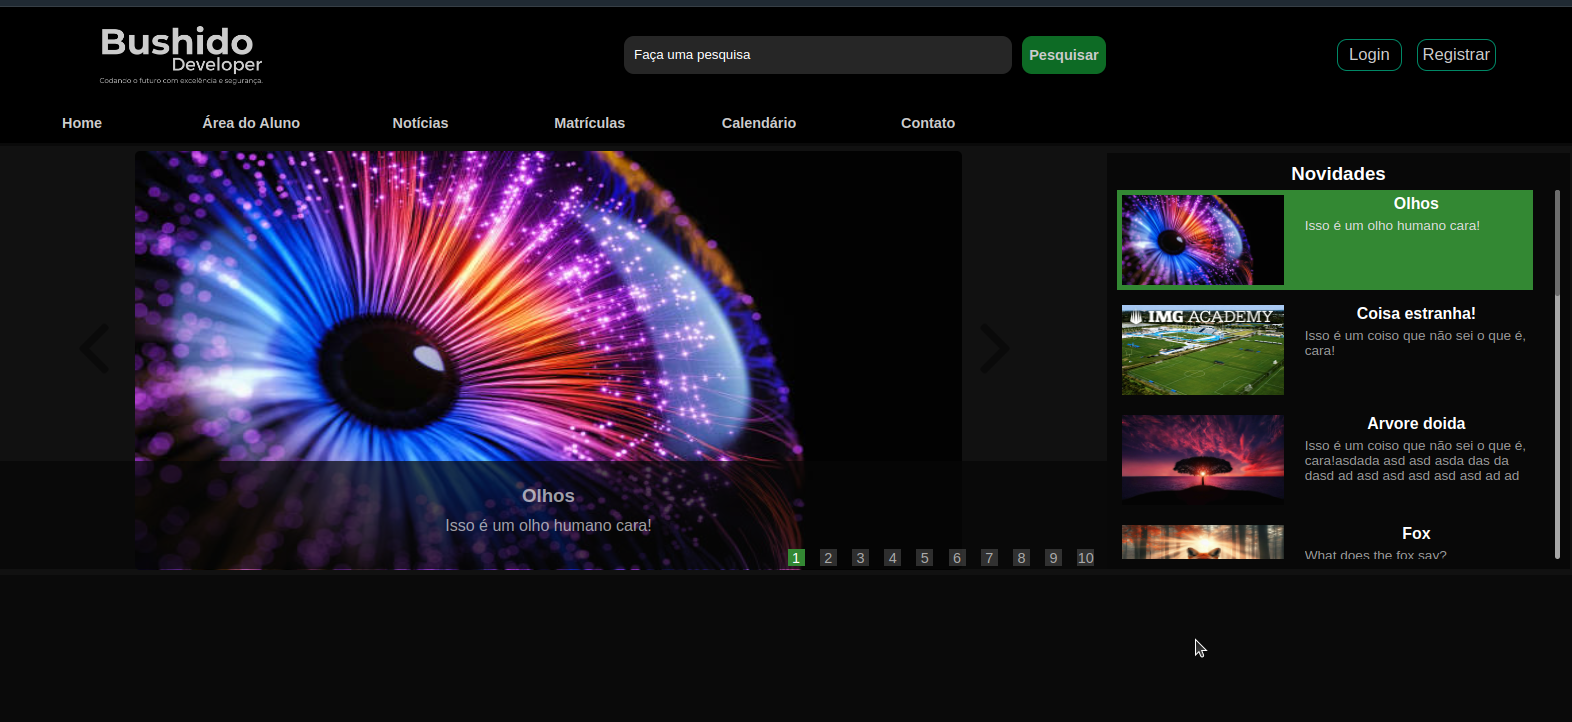 Bushido
Developer
Codando o futuro com excelência e segurança.
Faça uma pesquisa
Pesquisar
Login
Registrar
Home
Área do Aluno
Notícias
Matrículas
Calendário
Contato
Olhos
Isso é um olho humano cara!
1
2
3
4
5
6
7
8
9
10
Novidades
Olhos
Isso é um olho humano cara!
IMG ACADEMY
Coisa estranha!
Isso é um coiso que não sei o que é,
cara!
Arvore doida
Isso é um coiso que não sei o que é,
cara!asdada asd asd asda das da
dasd ad asd asd asd asd asd ad ad
Fox
What does the fox say?